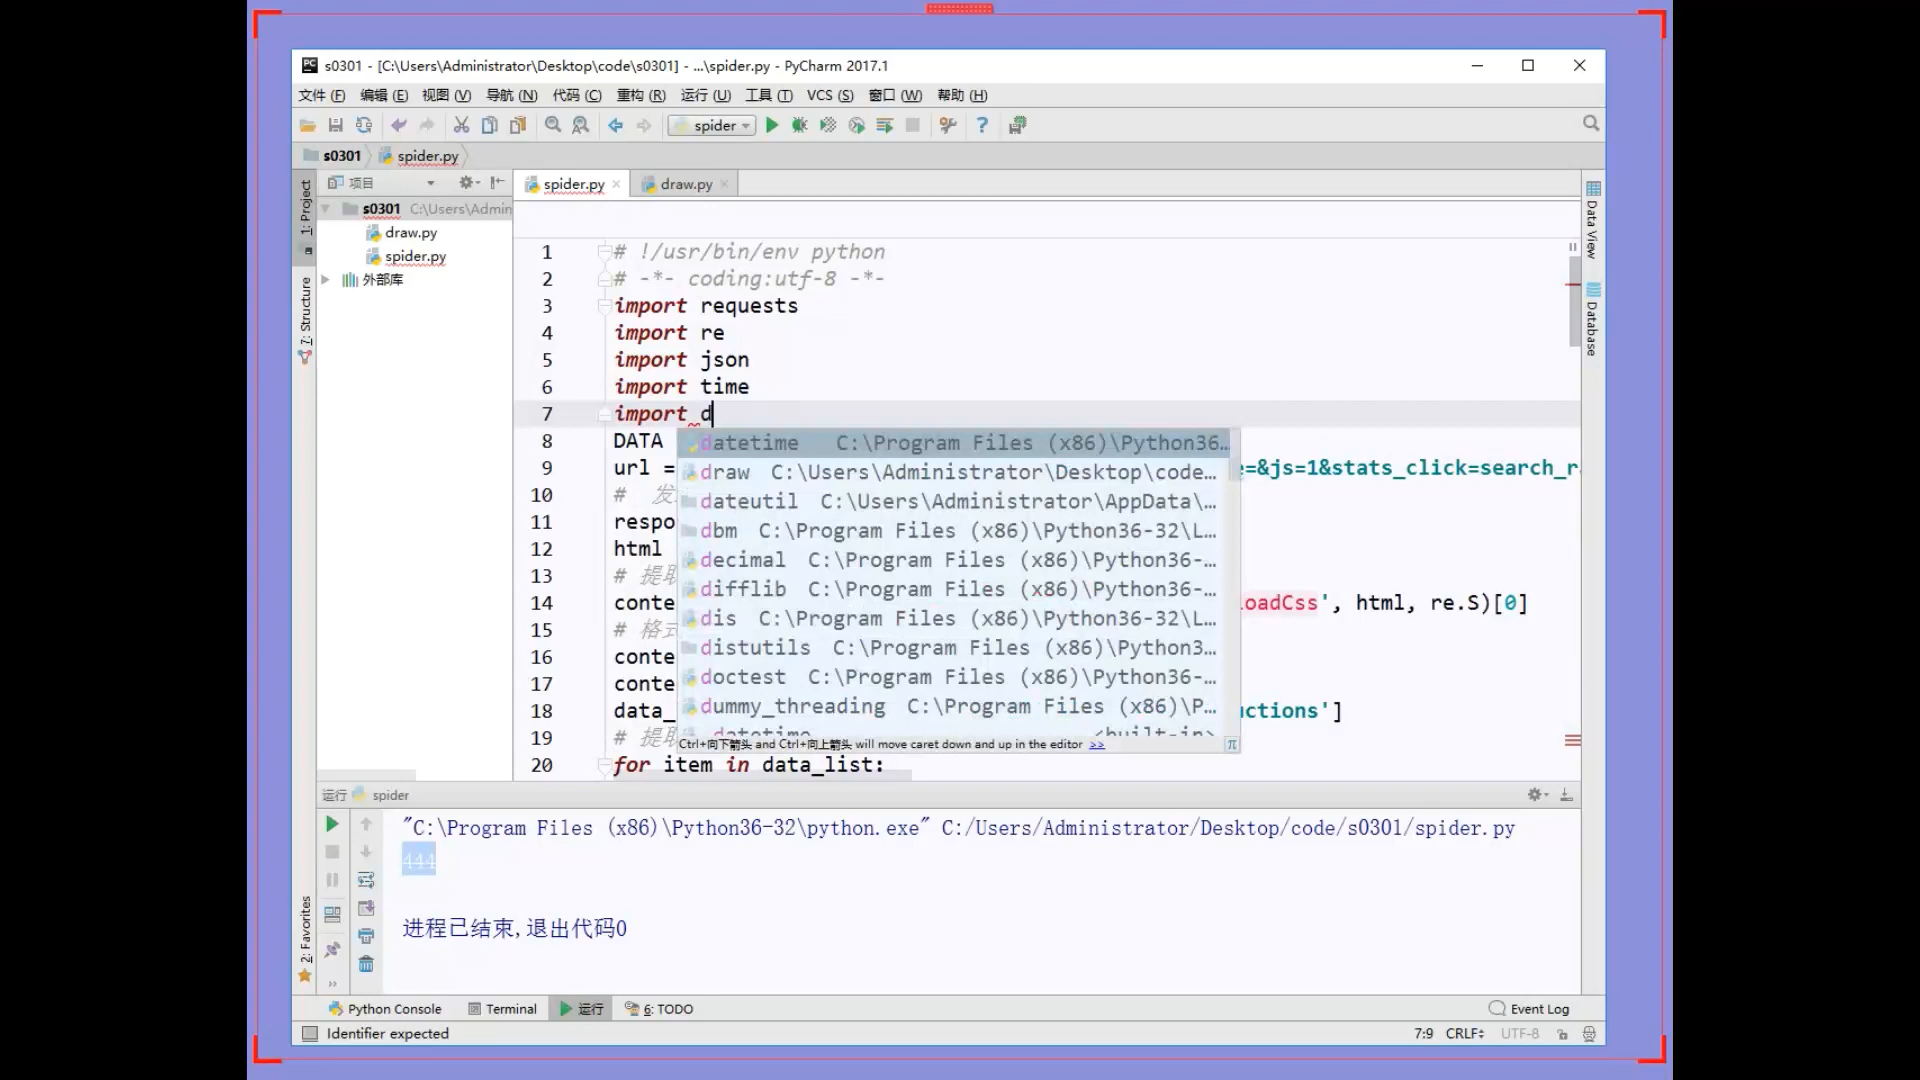 s0301 - [C:\Users\Administrator\Desktop\code\s0301] - ...\spider.py - PyCharm 2017.1
文件 (F) 编辑 (E) 视图 (V) 导航 (N) 代码 (C) 重构 (R) 运行 (U) 工具 (T) VCS (S) 窗口 (W) 帮助 (H)
spider
s0301 spider.py
1: Project
7: Structure
2: Favorites
项目
s0301 C:\Users\Admin
draw.py
spider.py
外部库
spider.py draw.py
1 # !/usr/bin/env python
2 # -*- coding:utf-8 -*-
3 import requests
4 import re
5 import json
6 import time
7 import d
8 DATA
9 url = e=&js=1&stats_click=search_r
10 # 发
11 respo
12 html
13 # 提取
14 conte loadCss', html, re.S)[0]
15 # 格式
16 conte
17 conte
18 data_ uctions']
19 # 提取
20 for item in data_list:
datetime C:\Program Files (x86)\Python36...
draw C:\Users\Administrator\Desktop\code...
dateutil C:\Users\Administrator\AppData\...
dbm C:\Program Files (x86)\Python36-32\L...
decimal C:\Program Files (x86)\Python36-...
difflib C:\Program Files (x86)\Python36-...
dis C:\Program Files (x86)\Python36-32\L...
distutils C:\Program Files (x86)\Python3...
doctest C:\Program Files (x86)\Python36-...
dummy_threading C:\Program Files (x86)\P...
datetime <built-in>
Ctrl+向下箭头 and Ctrl+向上箭头 will move caret down and up in the editor >>
π
Data View
Database
运行 spider
"C:\Program Files (x86)\Python36-32\python.exe" C:/Users/Administrator/Desktop/code/s0301/spider.py
444
进程已结束,退出代码0
Python Console Terminal 运行 6: TODO Event Log
Identifier expected 7:9 CRLF UTF-8